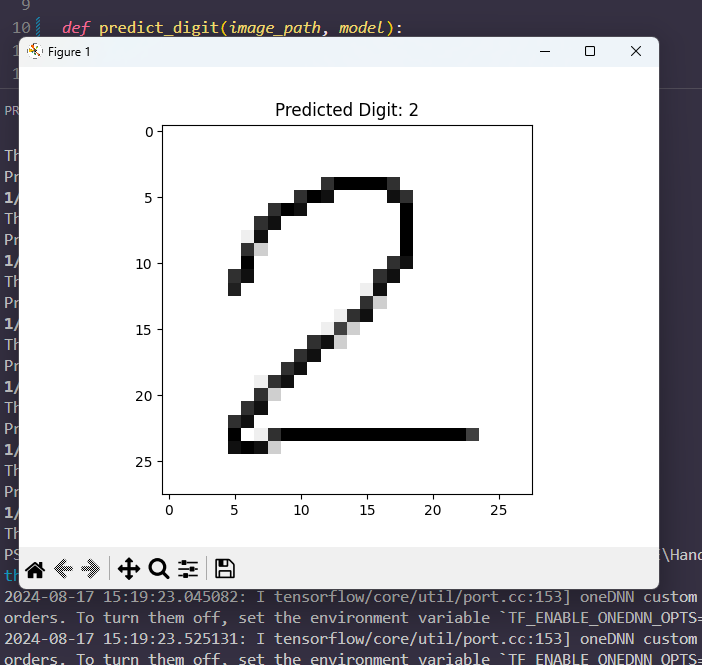 9
10 def predict_digit(image_path, model):
1
Figure 1
1
PR
Predicted Digit: 2
0
5
10
15
20
25
0 5 10 15 20 25
Th
Pr
1/
Th
Pr
1/
Th
Pr
1/
Th
Pr
1/
Th
Pr
1/
Th
Pr
1/
Th
PS \Hand
th
2024-08-17 15:19:23.045082: I tensorflow/core/util/port.cc:153] oneDNN custom
orders. To turn them off, set the environment variable `TF_ENABLE_ONEDNN_OPTS=
2024-08-17 15:19:23.525131: I tensorflow/core/util/port.cc:153] oneDNN custom
orders. To turn them off, set the environment variable `TF_ENABLE_ONEDNN_OPTS=